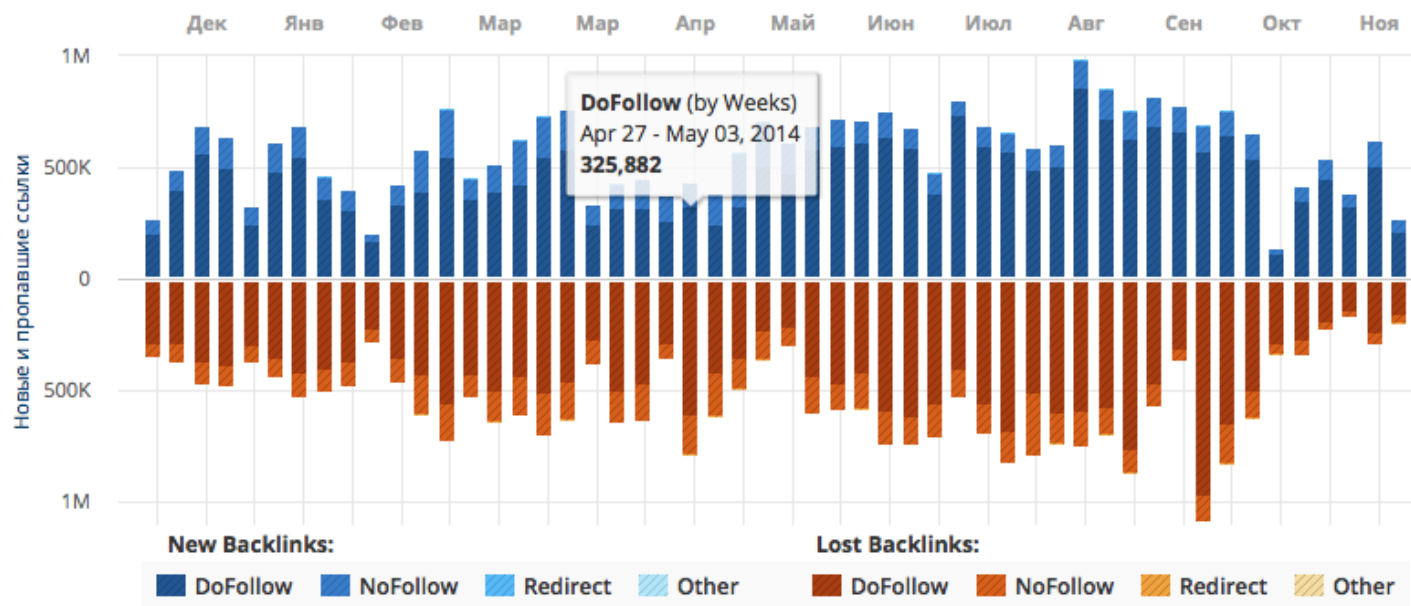 Дек Янв Фев Мар Мар Апр Май Июн Июл Авг Сен Окт Ноя
1M
500K
0
500K
1M
Новые и пропавшие ссылки
DoFollow (by Weeks)
Apr 27 - May 03, 2014
325,882
New Backlinks:
DoFollow NoFollow Redirect Other
Lost Backlinks:
DoFollow NoFollow Redirect Other